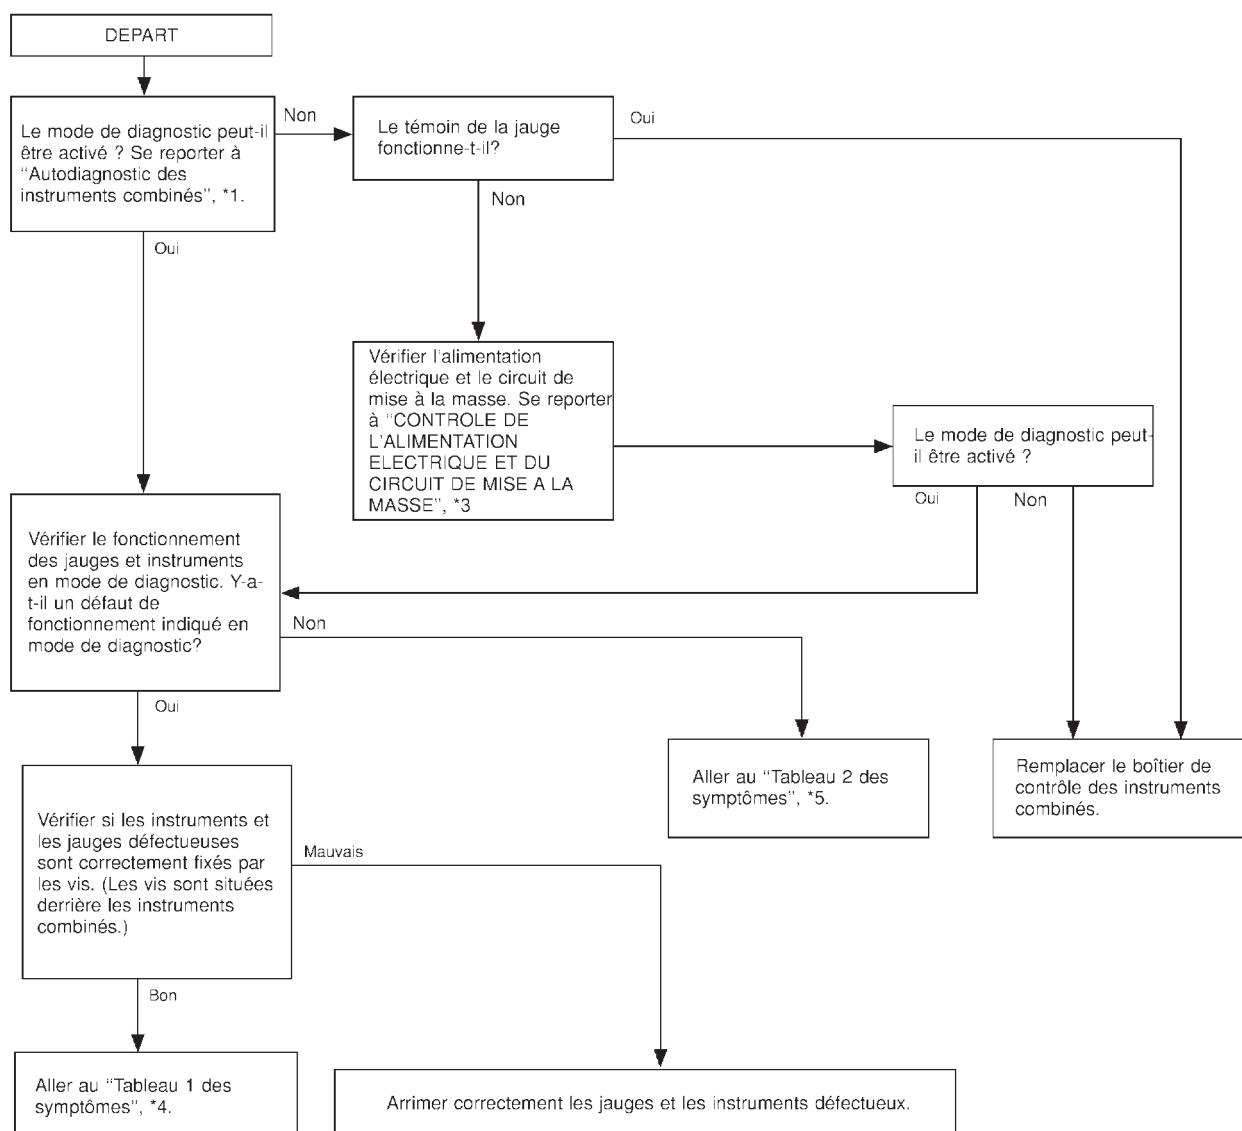 DEPART
Le mode de diagnostic peut-il
être activé ? Se reporter à
“Autodiagnostic des
instruments combinés”, *1.
Non
Le témoin de la jauge
fonctionne-t-il?
Oui
Oui
Non
Vérifier l’alimentation
électrique et le circuit de
mise à la masse. Se reporter
à “CONTROLE DE
L’ALIMENTATION
ELECTRIQUE ET DU
CIRCUIT DE MISE A LA
MASSE”, *3
Le mode de diagnostic peut-
il être activé ?
Oui
Non
Vérifier le fonctionnement
des jauges et instruments
en mode de diagnostic. Y-a-
t-il un défaut de
fonctionnement indiqué en
mode de diagnostic?
Non
Oui
Aller au “Tableau 2 des
symptômes”, *5.
Remplacer le boîtier de
contrôle des instruments
combinés.
Vérifier si les instruments et
les jauges défectueuses
sont correctement fixés par
les vis. (Les vis sont situées
derrière les instruments
combinés.)
Mauvais
Bon
Aller au “Tableau 1 des
symptômes”, *4.
Arrimer correctement les jauges et les instruments défectueux.